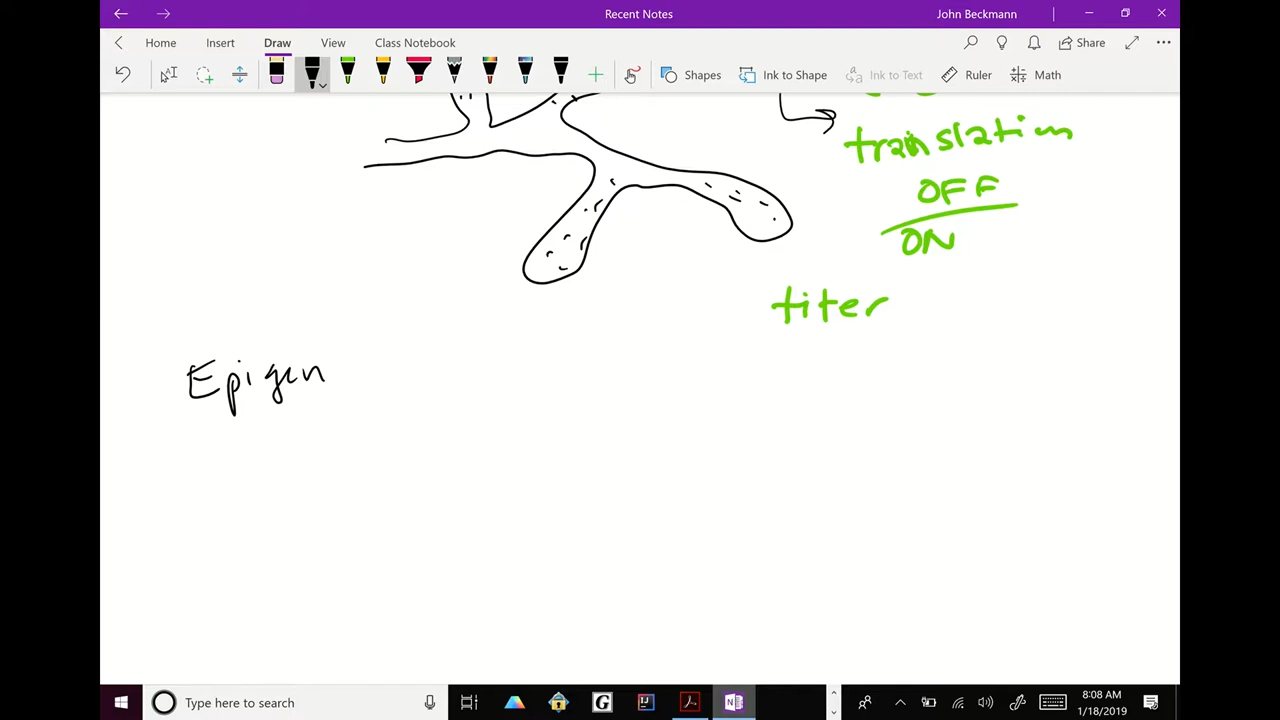 Recent Notes
John Beckmann
Home Insert Draw View Class Notebook
Share
Shapes Ink to Shape Ink to Text Ruler Math
translation
OFF
ON
titer
Epigen
Type here to search
8:08 AM
1/18/2019